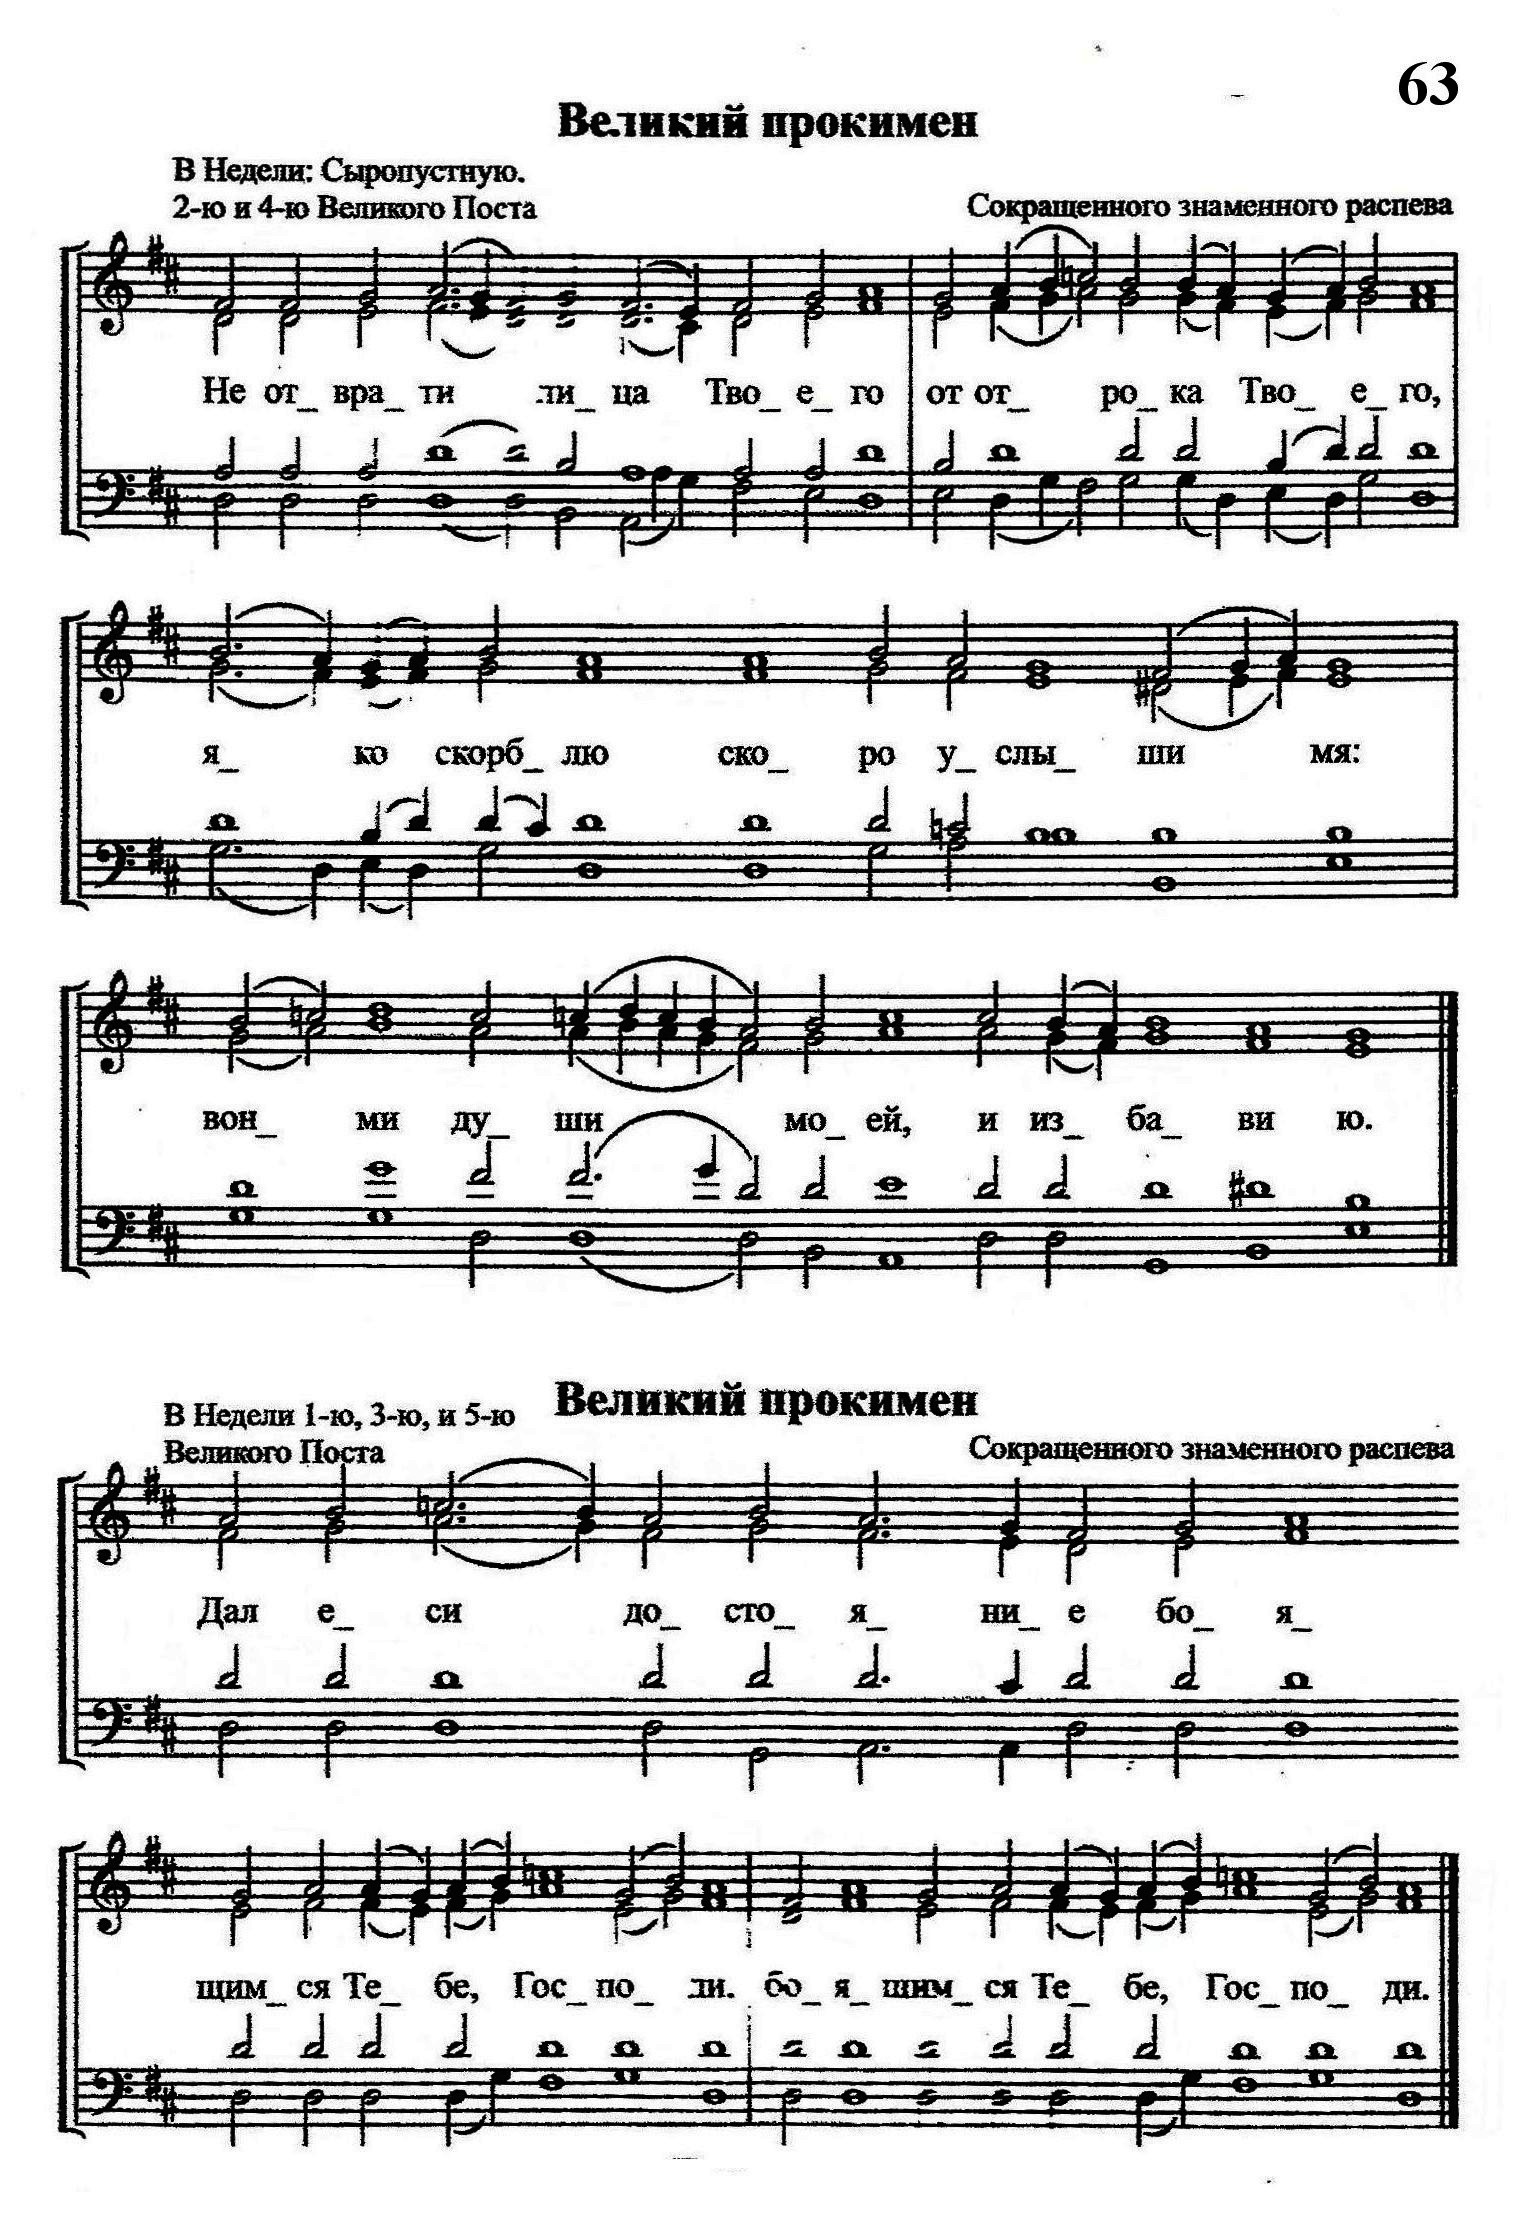 63
Великий прокимен
В Недели: Сыропустную.
2-ю и 4-ю Великого Поста
Сокращенного знаменного распева
Не от_ вра_ ти ли_ ца Тво_ е_ го от от_ ро_ ка Тво_ е_ го,
я_ ко скорб_ лю ско_ ро у_ слы_ ши мя:
вон_ ми ду_ ши мо_ ей, и из_ ба_ ви ю.
Великий прокимен
В Недели 1-ю, 3-ю, и 5-ю
Великого Поста
Сокращенного знаменного распева
Дал е_ си до_ сто_ я_ ни_ е бо_ я_
щим_ ся Те_ бе, Гос_ по_ ди. бо_ я_ щим_ ся Те_ бе, Гос_ по_ ди.